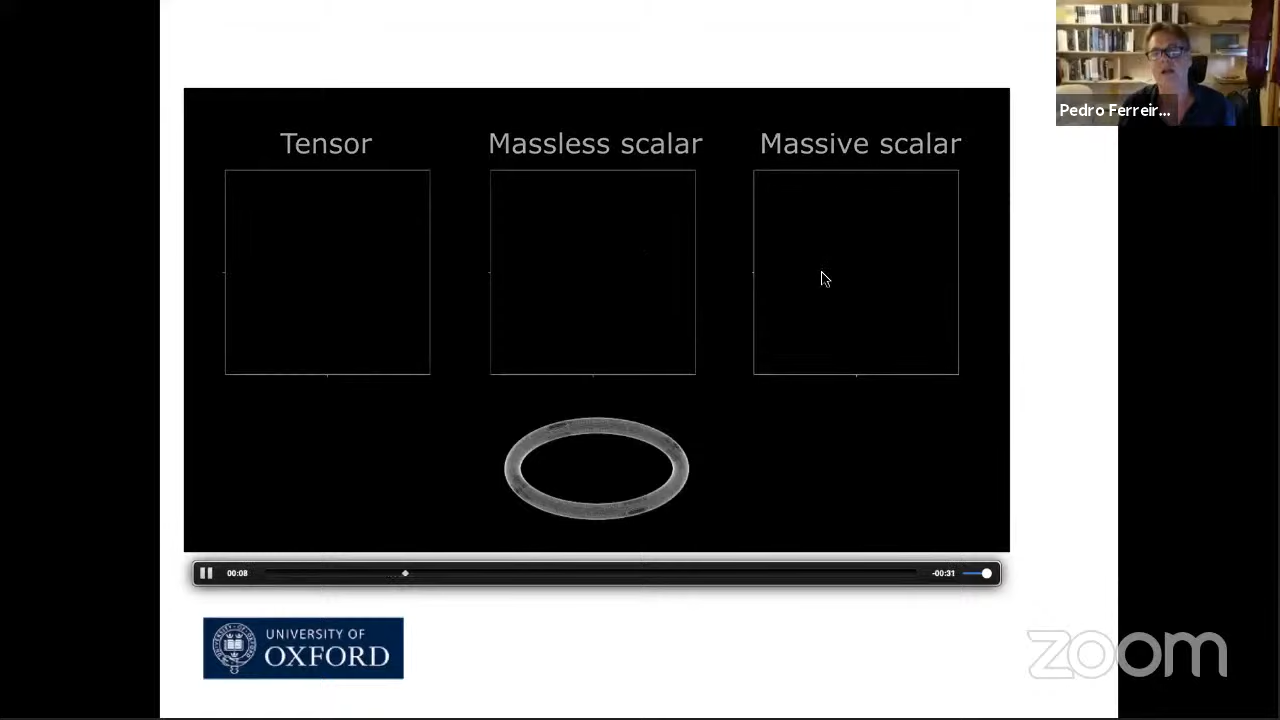 Pedro Ferreir...
Tensor
Massless scalar
Massive scalar
00:08
-00:31
UNIVERSITY OF
OXFORD
zoom